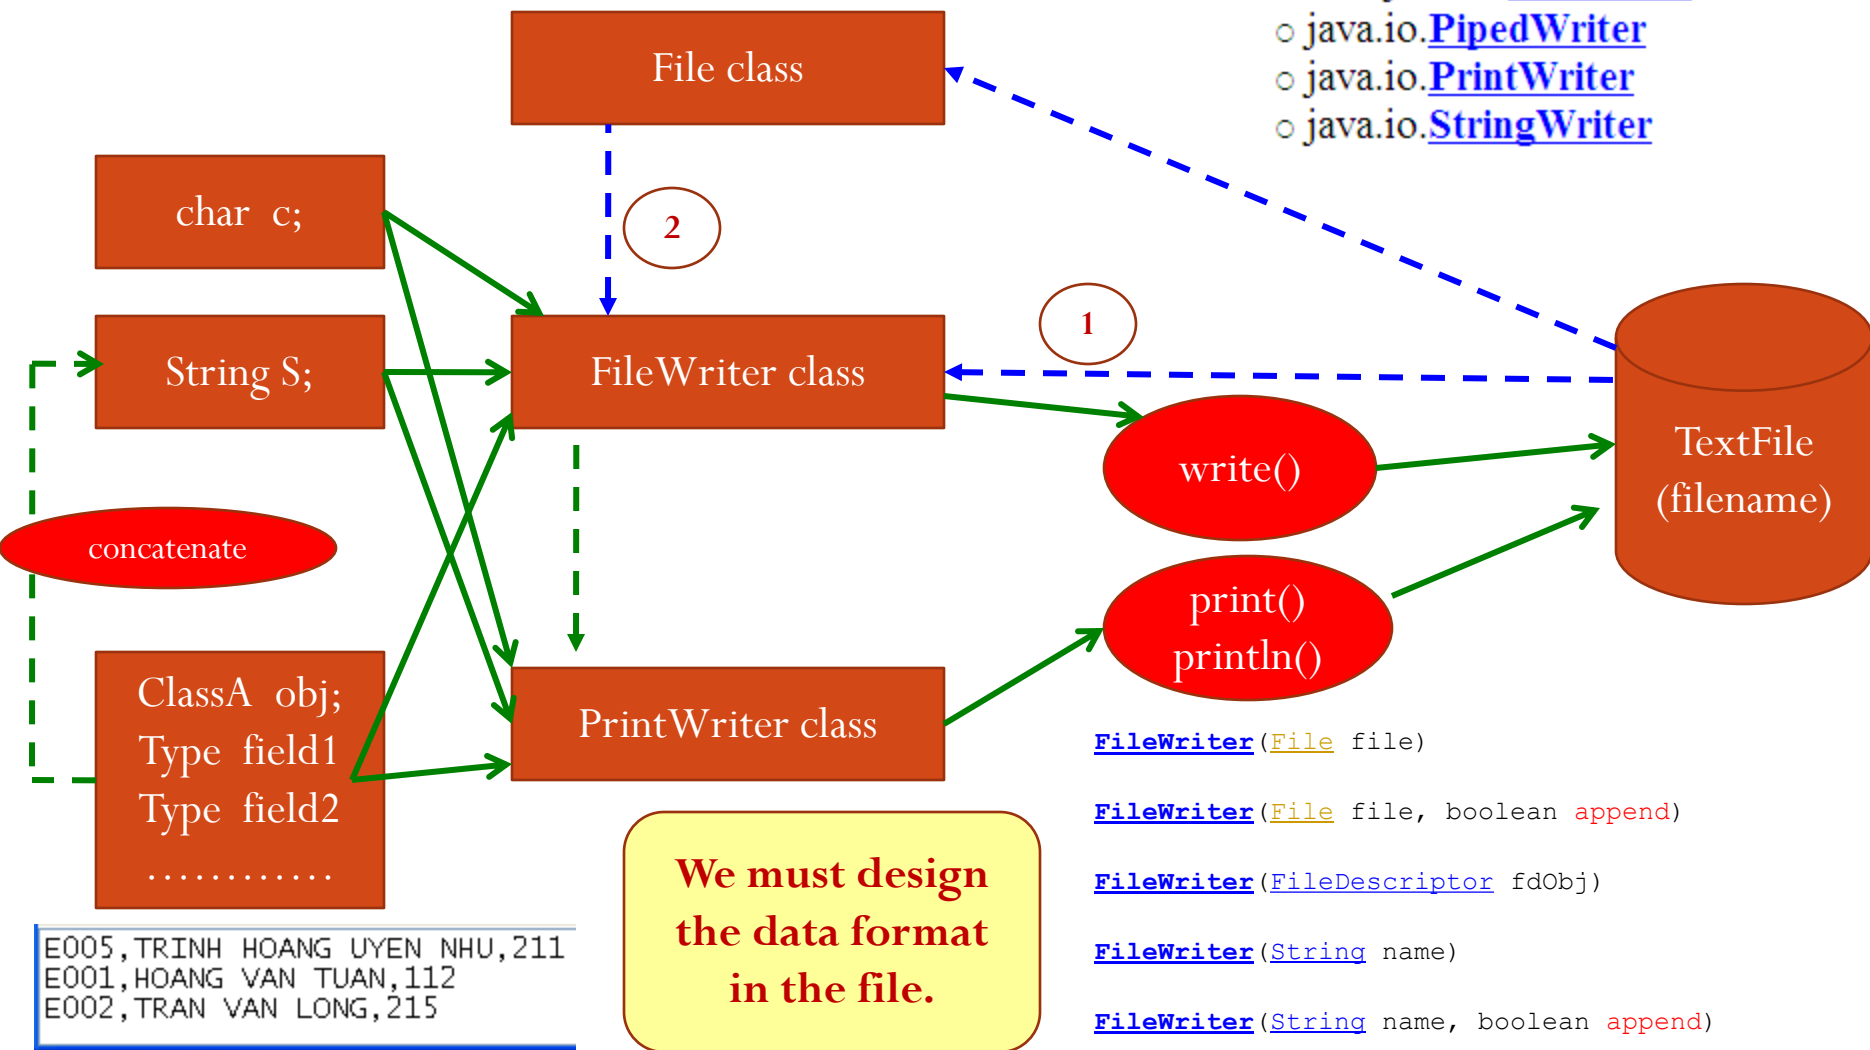 ○ java.io.PipedWriter
○ java.io.PrintWriter
○ java.io.StringWriter
File class
char c;
2
1
String S;
FileWriter class
TextFile
(filename)
write()
concatenate
print()
println()
ClassA obj;
Type field1
Type field2
............
PrintWriter class
We must design
the data format
in the file.
FileWriter(File file)
FileWriter(File file, boolean append)
FileWriter(FileDescriptor fdObj)
FileWriter(String name)
FileWriter(String name, boolean append)
E005,TRINH HOANG UYEN NHU,211
E001,HOANG VAN TUAN,112
E002,TRAN VAN LONG,215